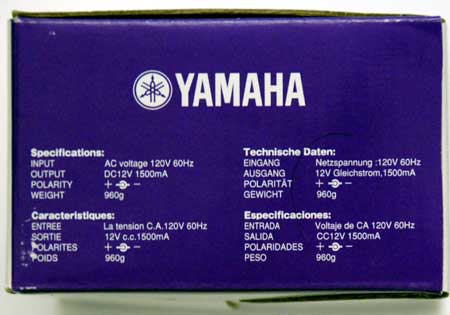 YAMAHA
Specifications:
INPUT AC voltage 120V 60Hz
OUTPUT DC12V 1500mA
POLARITY + -
WEIGHT 960g
Technische Daten:
EINGANG Netzspannung :120V 60Hz
AUSGANG 12V Gleichstrom,1500mA
POLARITÄT + -
GEWICHT 960g
Caracteristiques:
ENTREE La tension C.A.120V 60Hz
SORTIE 12V c.c.1500mA
POLARITES + -
POIDS 960g
Especificaciones:
ENTRADA Voltaje de CA 120V 60Hz
SALIDA CC12V 1500mA
POLARIDADES + -
PESO 960g